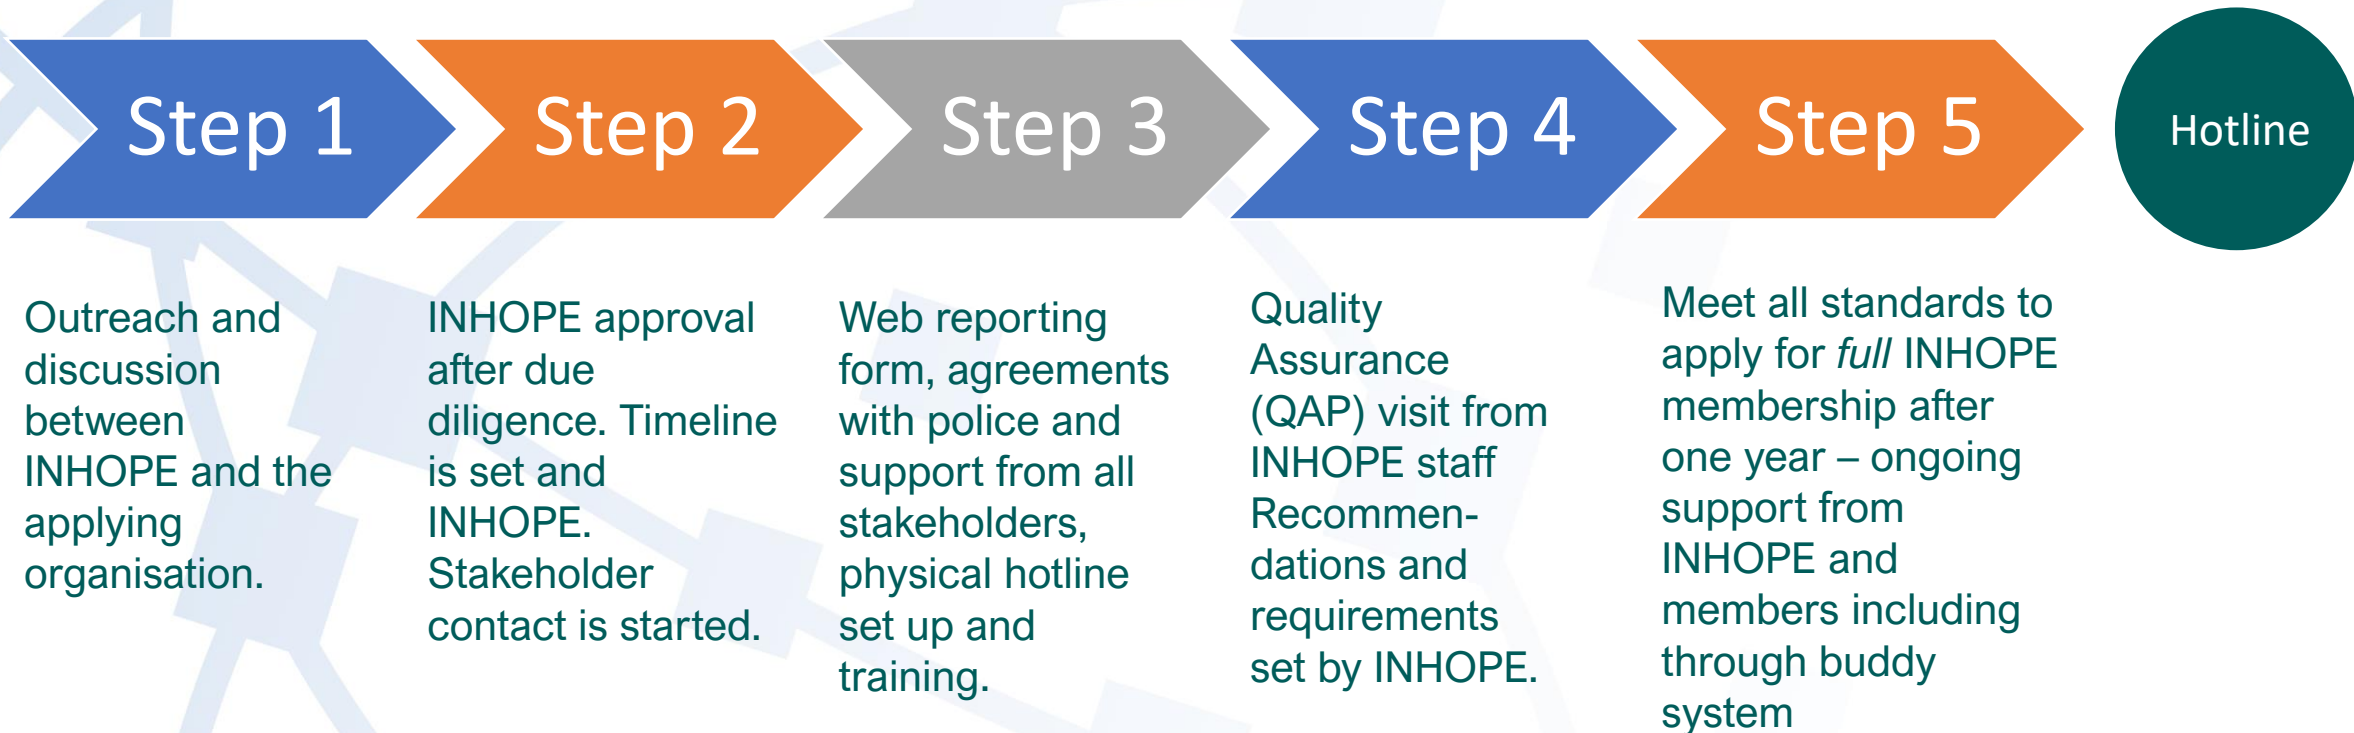 Step 1
Step 2
Step 3
Step 4
Step 5
Hotline
Outreach and
discussion
between
INHOPE and the
applying
organisation.
INHOPE approval
after due
diligence. Timeline
is set and
INHOPE.
Stakeholder
contact is started.
Web reporting
form, agreements
with police and
support from all
stakeholders,
physical hotline
set up and
training.
Quality
Assurance
(QAP) visit from
INHOPE staff
Recommen-
dations and
requirements
set by INHOPE.
Meet all standards to
apply for full INHOPE
membership after
one year – ongoing
support from
INHOPE and
members including
through buddy
system